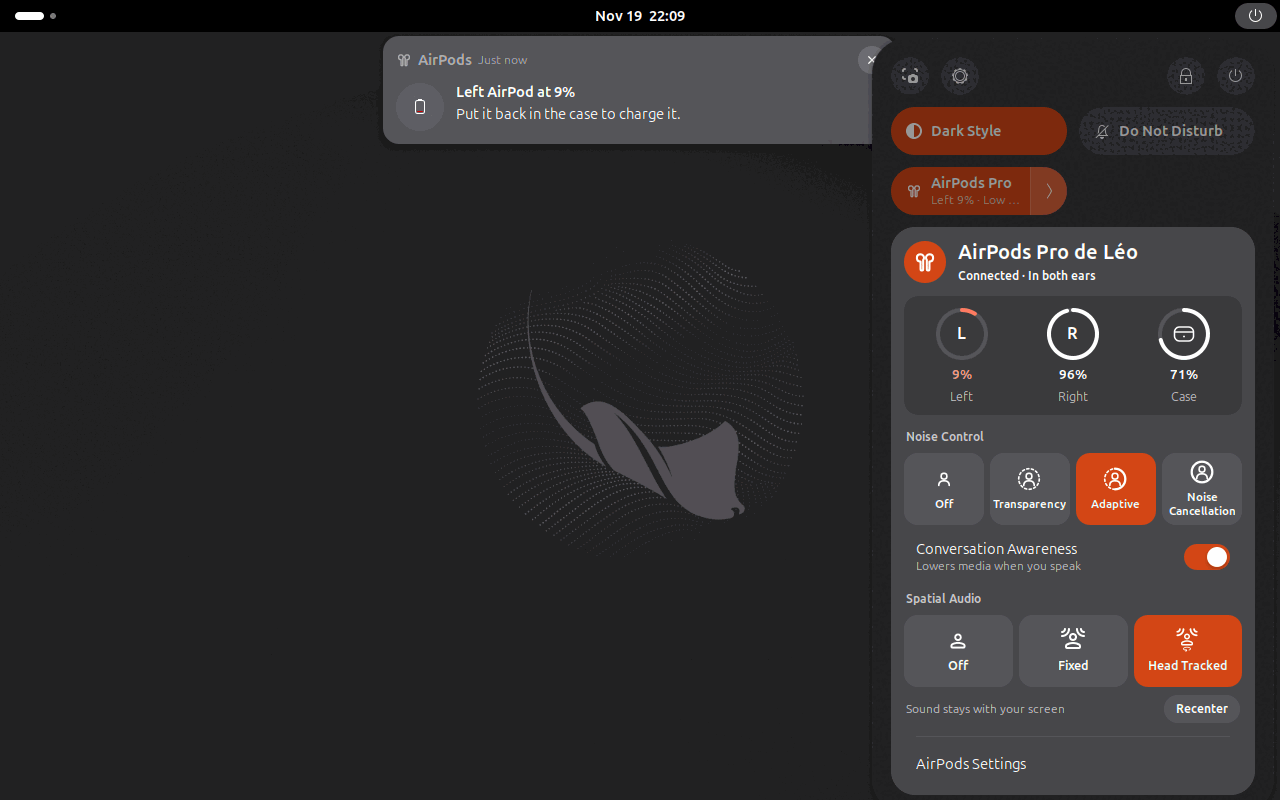 Nov 19 22:09
AirPods Just now
Left AirPod at 9%
Put it back in the case to charge it.
Dark Style
Do Not Disturb
AirPods Pro
Left 9% · Low ...
AirPods Pro de Léo
Connected · In both ears
L
R
9%
96%
71%
Left
Right
Case
Noise Control
Off
Transparency
Adaptive
Noise
Cancellation
Conversation Awareness
Lowers media when you speak
Spatial Audio
Off
Fixed
Head Tracked
Sound stays with your screen
Recenter
AirPods Settings